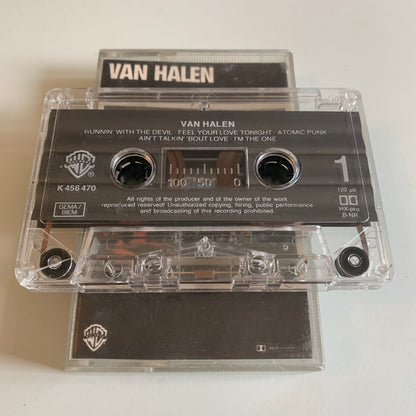 VAN HALEN
VAN HALEN
RUNNIN' WITH THE DEVIL · FEEL YOUR LOVE TONIGHT · ATOMIC PUNK
AIN'T TALKIN' 'BOUT LOVE · I'M THE ONE
WB ®
1
K 456 470
100 50 0
120 µs
GEMA/
BIEM
All rights of the producer and of the owner of the work
reproduced reserved! Unauthorized copying, hiring, public performance
and broadcasting of this recording prohibited.
HX-pro
B-NR
WB